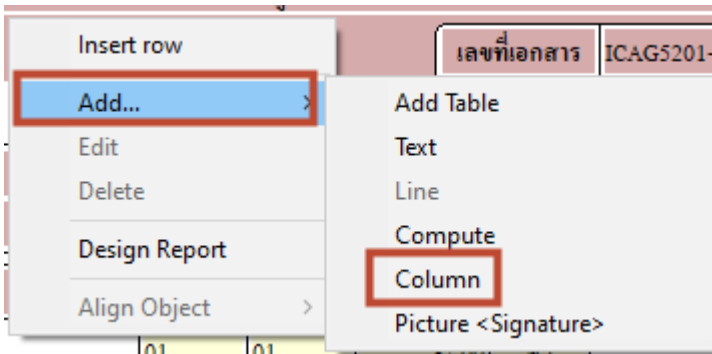 Insert row
เลขที่เอกสาร ICAG5201-
Add... >
Add Table
Edit
Text
Delete
Line
Compute
Design Report
Column
Align Object >
Picture <Signature>
01 01